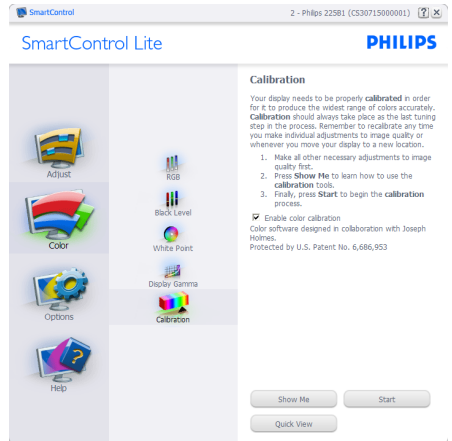 SmartControl
2 - Philips 225B1 (CS30715000001)
SmartControl Lite
PHILIPS
Adjust
Color
Options
Help
RGB
Black Level
White Point
Display Gamma
Calibration
Calibration
Your display needs to be properly calibrated in order
for it to produce the widest range of colors accurately.
Calibration should always take place as the last tuning
step in the process. Remember to recalibrate any time
you make individual adjustments to image quality or
whenever you move your display to a new location.
1. Make all other necessary adjustments to image
quality first.
2. Press Show Me to learn how to use the
calibration tools.
3. Finally, press Start to begin the calibration
process.
Enable color calibration
Color software designed in collaboration with Joseph
Holmes.
Protected by U.S. Patent No. 6,686,953
Show Me
Start
Quick View